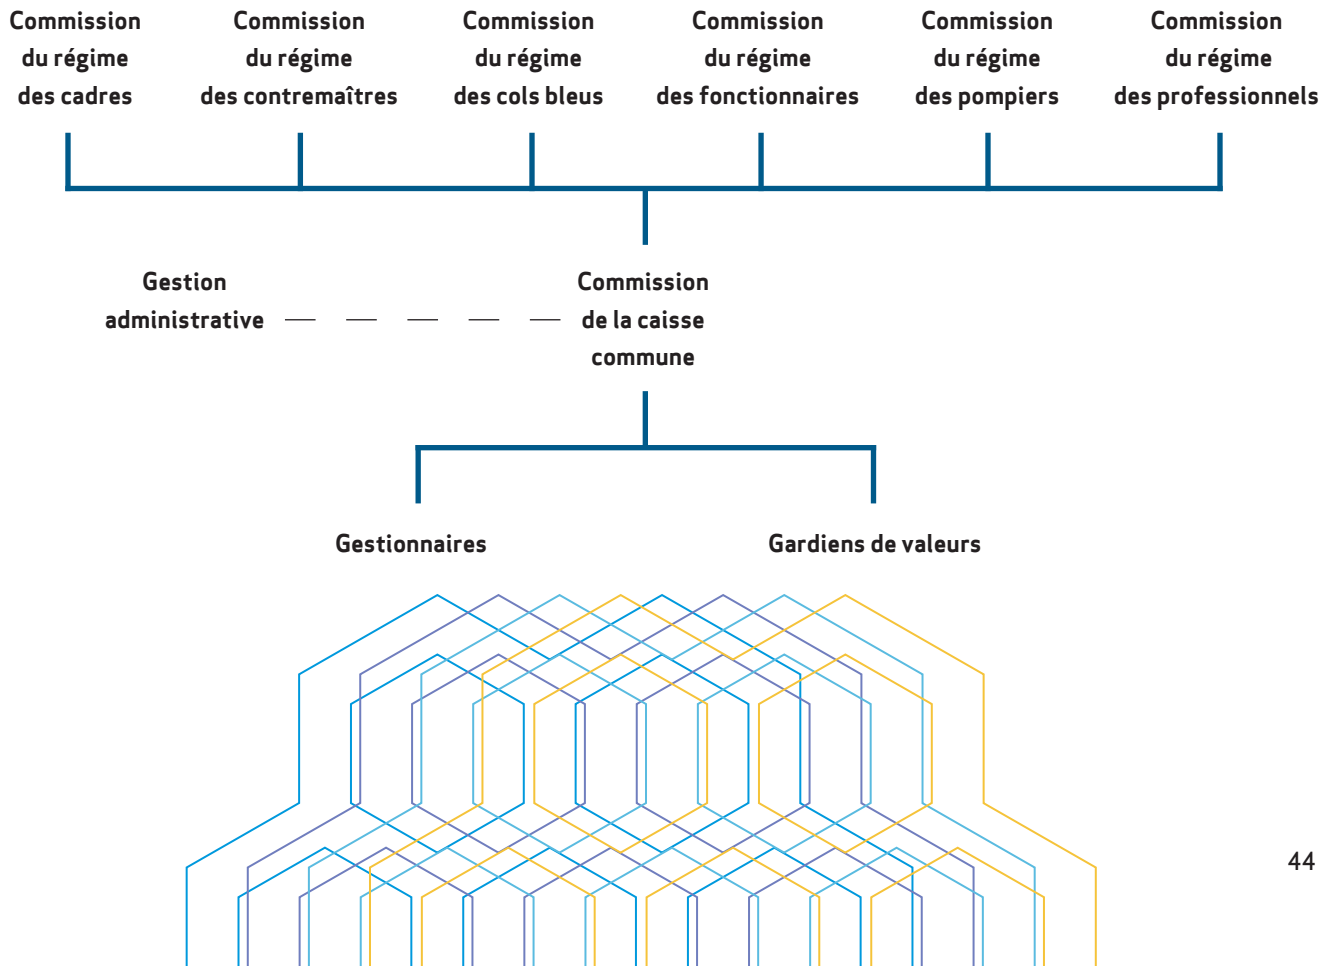 Commission
du régime
des cadres
Commission
du régime
des contremaîtres
Commission
du régime
des cols bleus
Commission
du régime
des fonctionnaires
Commission
du régime
des pompiers
Commission
du régime
des professionnels
Gestion
administrative
Commission
de la caisse
commune
Gestionnaires
Gardiens de valeurs
44